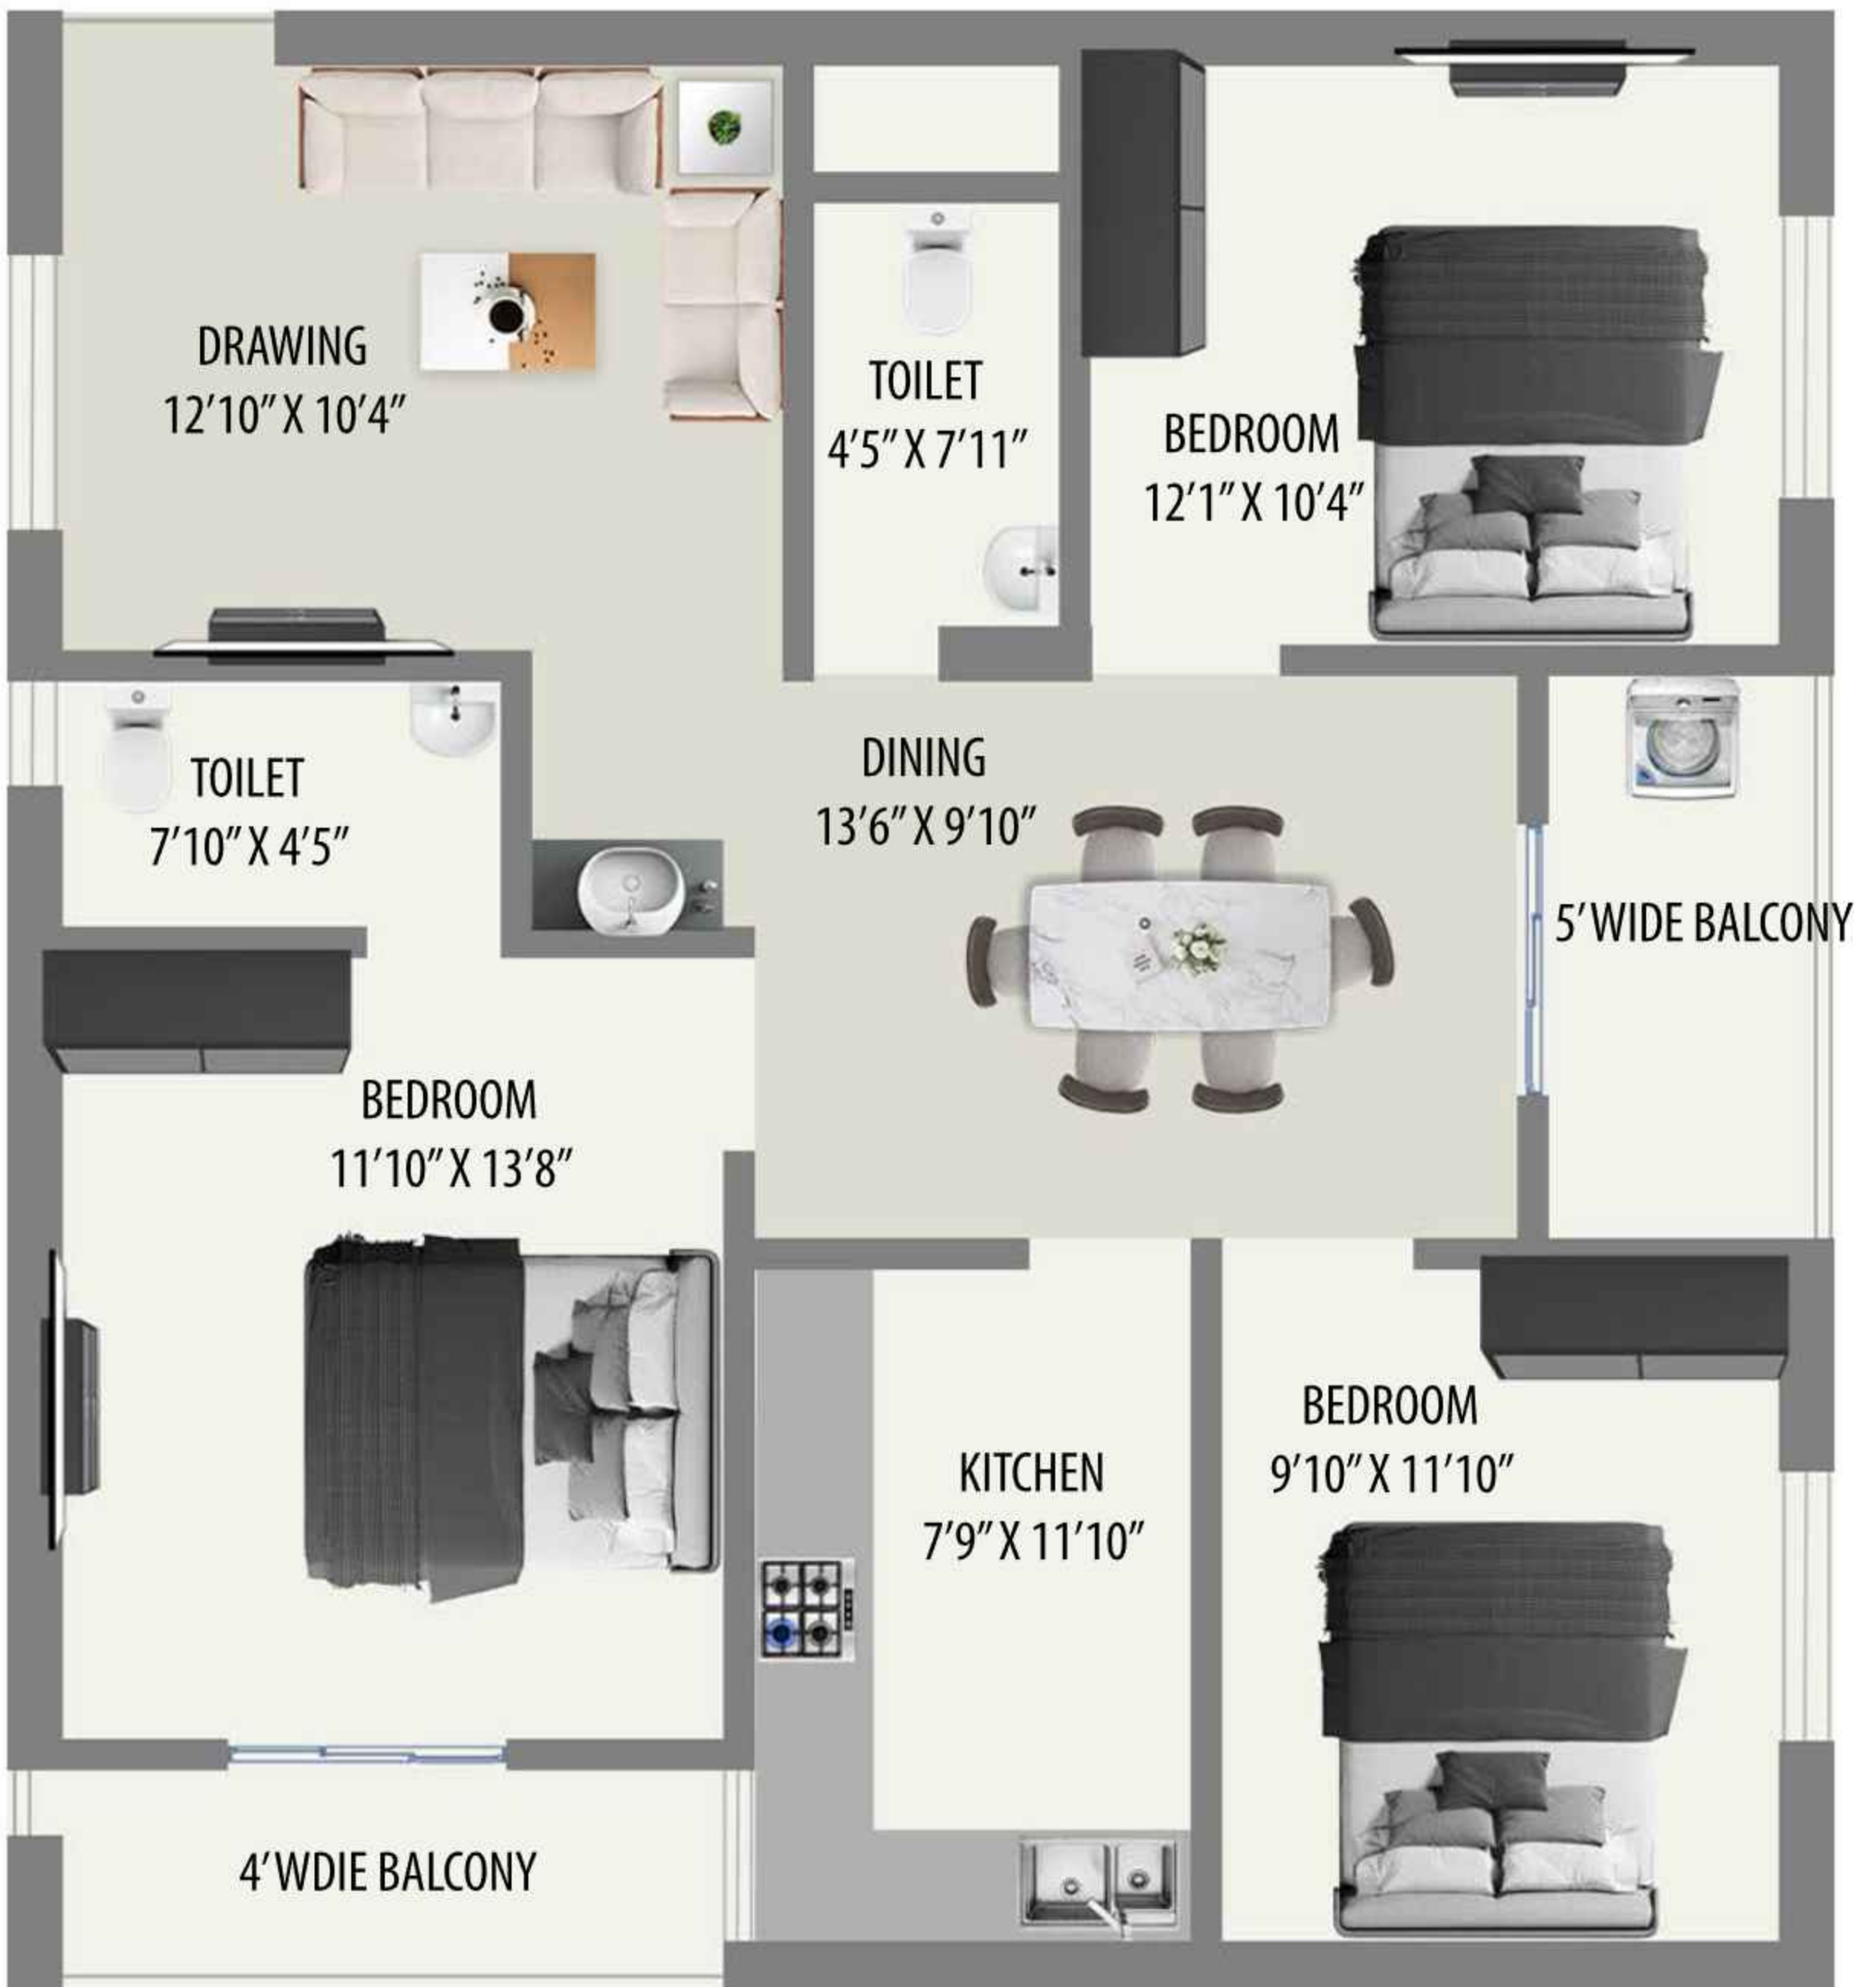 DRAWING
12'10" X 10'4"
TOILET
4'5" X 7'11"
BEDROOM
12'1" X 10'4"
TOILET
7'10" X 4'5"
DINING
13'6" X 9'10"
5' WIDE BALCONY
BEDROOM
11'10" X 13'8"
KITCHEN
7'9" X 11'10"
BEDROOM
9'10" X 11'10"
4' WDIE BALCONY